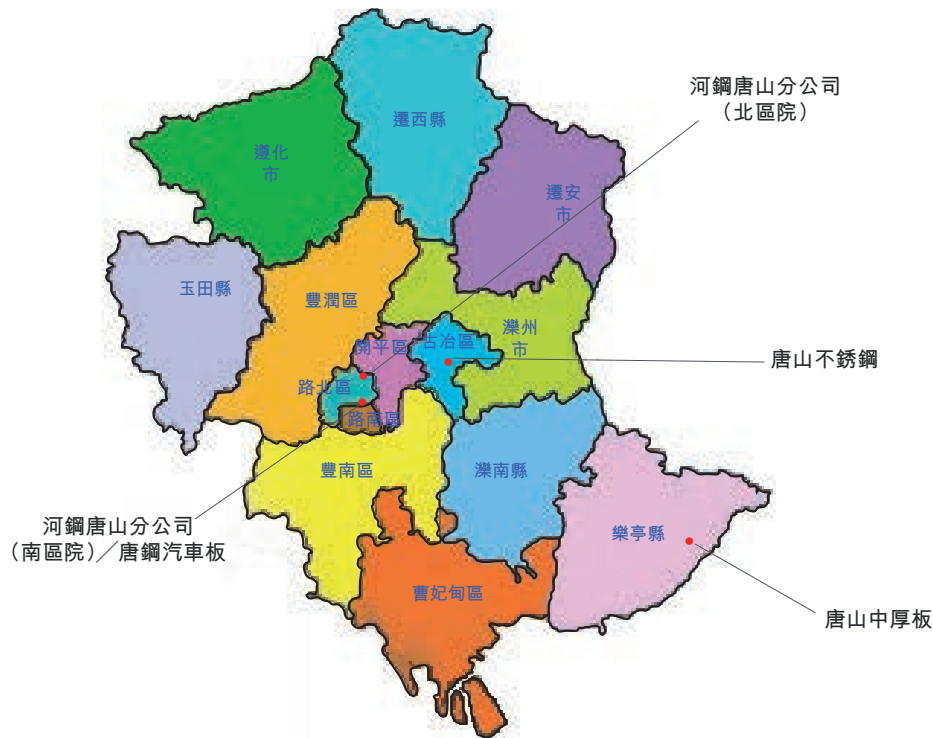 河鋼唐山分公司
（北區院）
遷西縣
遵化
市
遷安
市
玉田縣
豐潤區
灤州
市
開平區
古冶區
唐山不銹鋼
路北區
路南區
豐南區
灤南縣
河鋼唐山分公司
（南區院）／唐鋼汽車板
樂亭縣
曹妃甸區
唐山中厚板